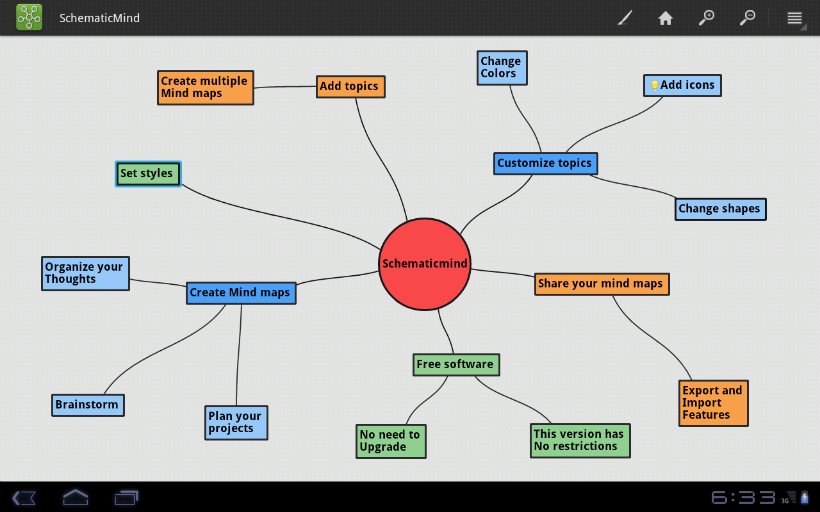 SchematicMind
Create multiple
Mind maps
Add topics
Change
Colors
Add icons
Customize topics
Set styles
Change shapes
Schematicmind
Organize your
Thoughts
Create Mind maps
Share your mind maps
Free software
Brainstorm
Plan your
projects
Export and
Import
Features
No need to
Upgrade
This version has
No restrictions
6:33
3G